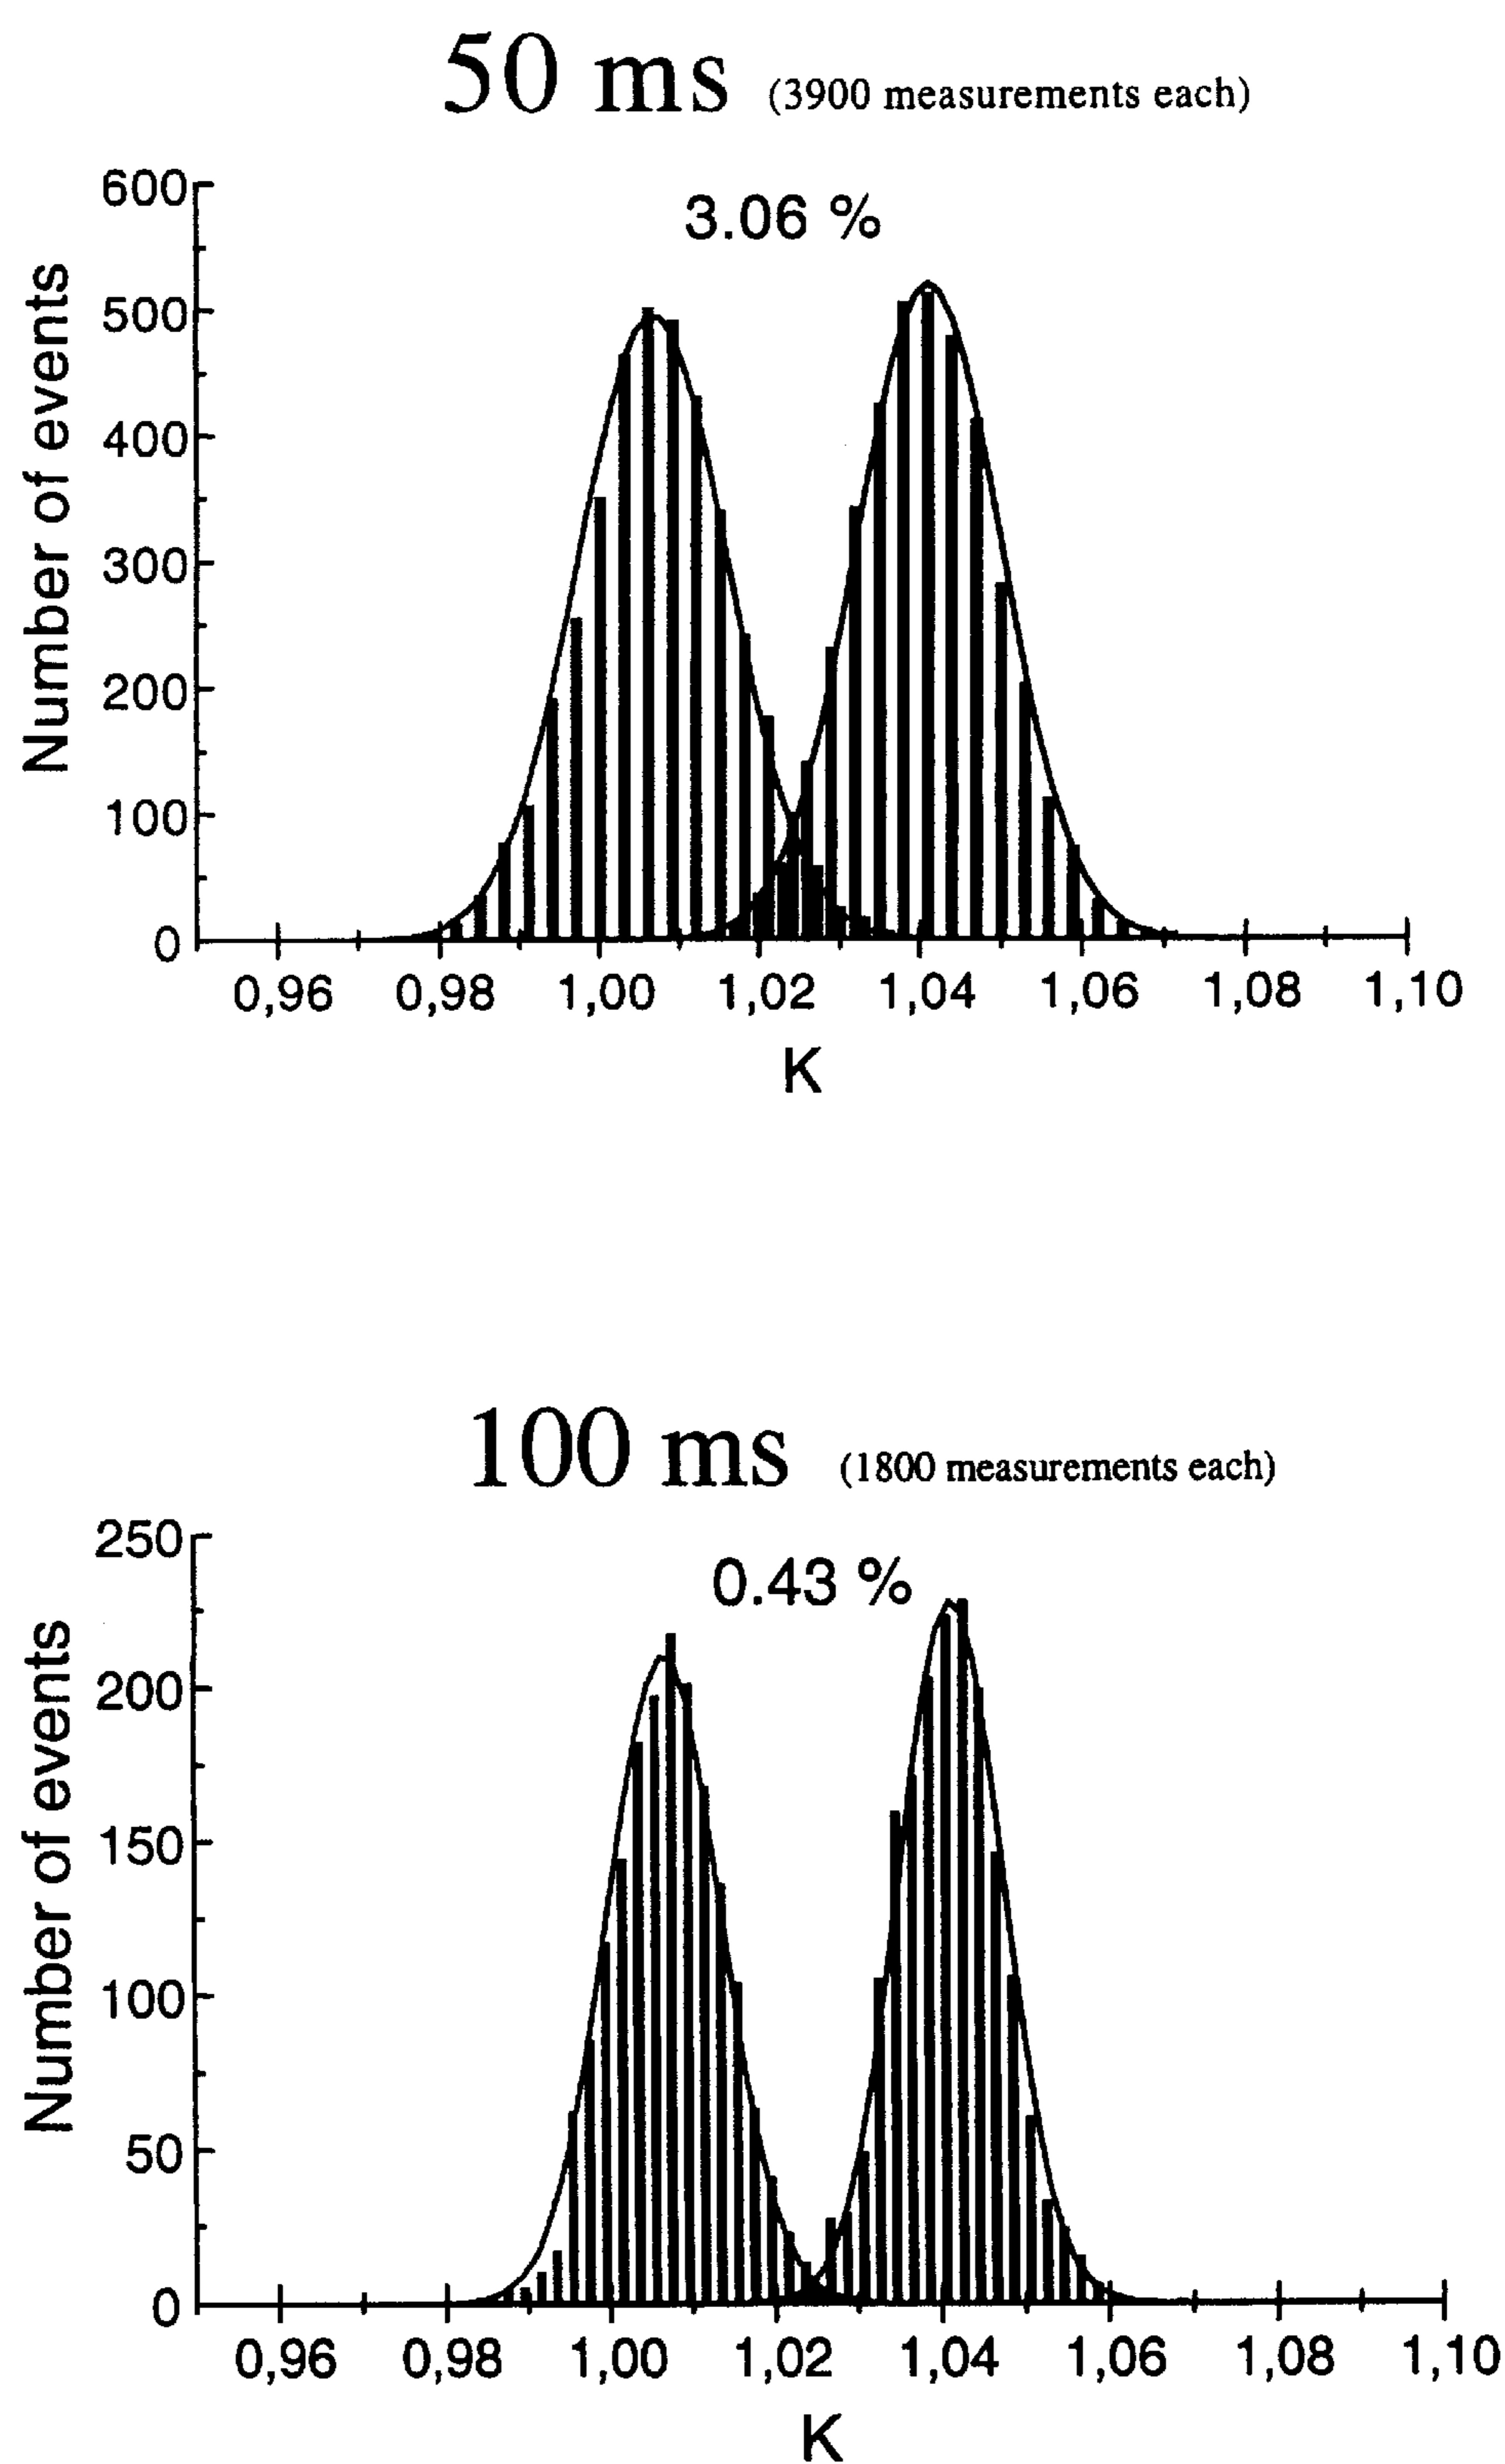 50 ms (3900 measurements each)
3.06 %
Number of events
600
500
400
300
200
100
0
0,96 0,98 1,00 1,02 1,04 1,06 1,08 1,10
K
100 ms (1800 measurements each)
0.43 %
Number of events
250
200
150
100
50
0
0,96 0,98 1,00 1,02 1,04 1,06 1,08 1,10
K